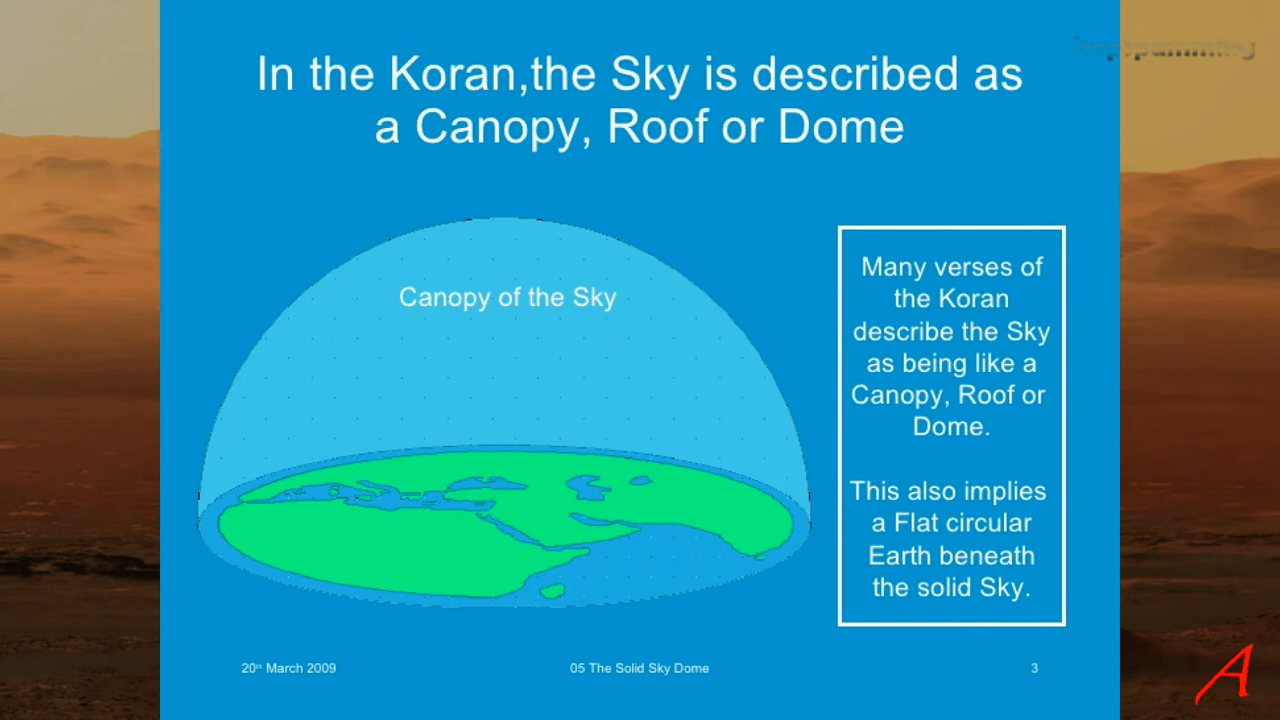 In the Koran,the Sky is described as
a Canopy, Roof or Dome
Canopy of the Sky
Many verses of
the Koran
describe the Sky
as being like a
Canopy, Roof or
Dome.
This also implies
a Flat circular
Earth beneath
the solid Sky.
20th March 2009
05 The Solid Sky Dome
3
A